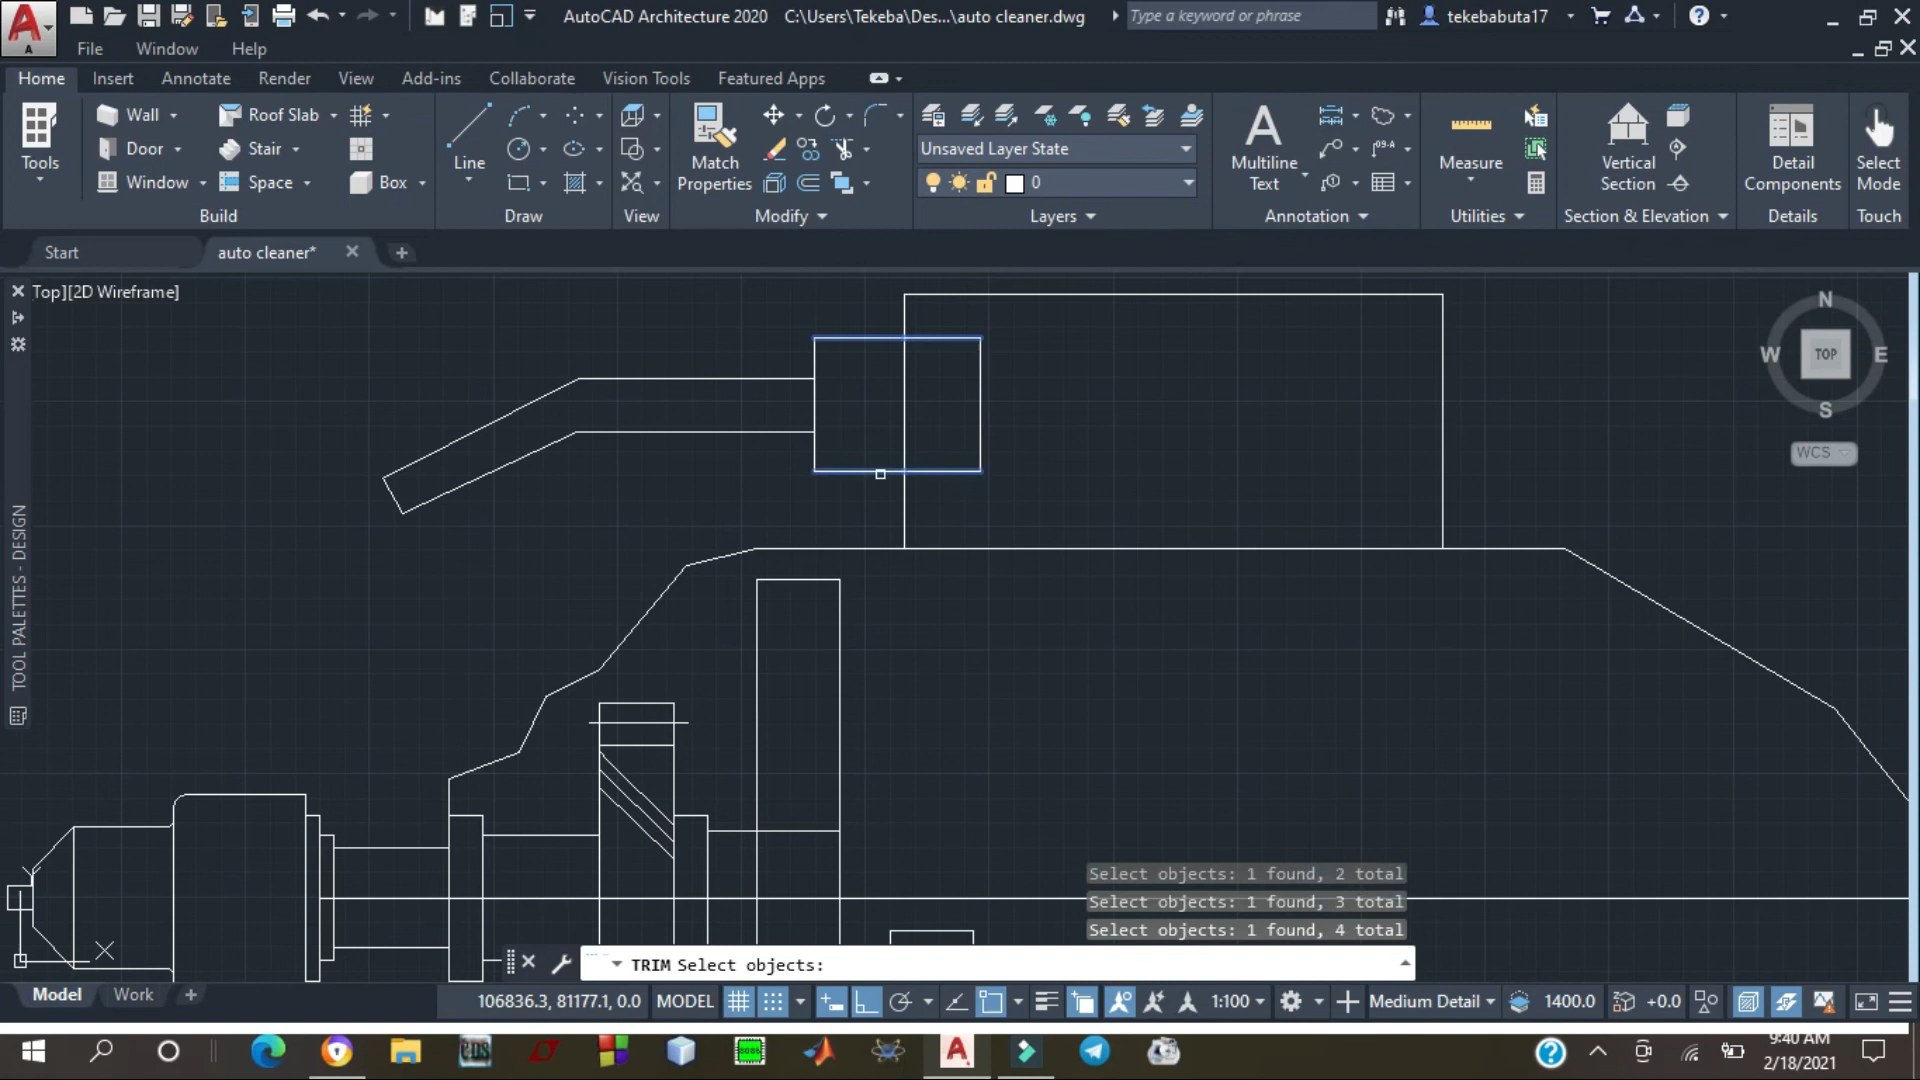 AutoCAD Architecture 2020 C:\Users\Tekeba\Des...\auto cleaner.dwg Type a keyword or phrase tekebabuta17
A
File Window Help
Home Insert Annotate Render View Add-ins Collaborate Vision Tools Featured Apps
Tools
Wall Roof Slab
Door Stair
Window Space Box
Line
Match Properties
Unsaved Layer State
0
Multiline Text
Measure
Vertical Section
Detail Components
Select Mode
Build Draw View Modify Layers Annotation Utilities Section & Elevation Details Touch
Start auto cleaner*
Top][2D Wireframe]
N
W TOP E
S
WCS
TOOL PALETTES - DESIGN
Y
X
Select objects: 1 found, 2 total
Select objects: 1 found, 3 total
Select objects: 1 found, 4 total
TRIM Select objects:
Model Work
106836.3, 81177.1, 0.0 MODEL 1:100 Medium Detail 1400.0 +0.0
9:40 AM
2/18/2021